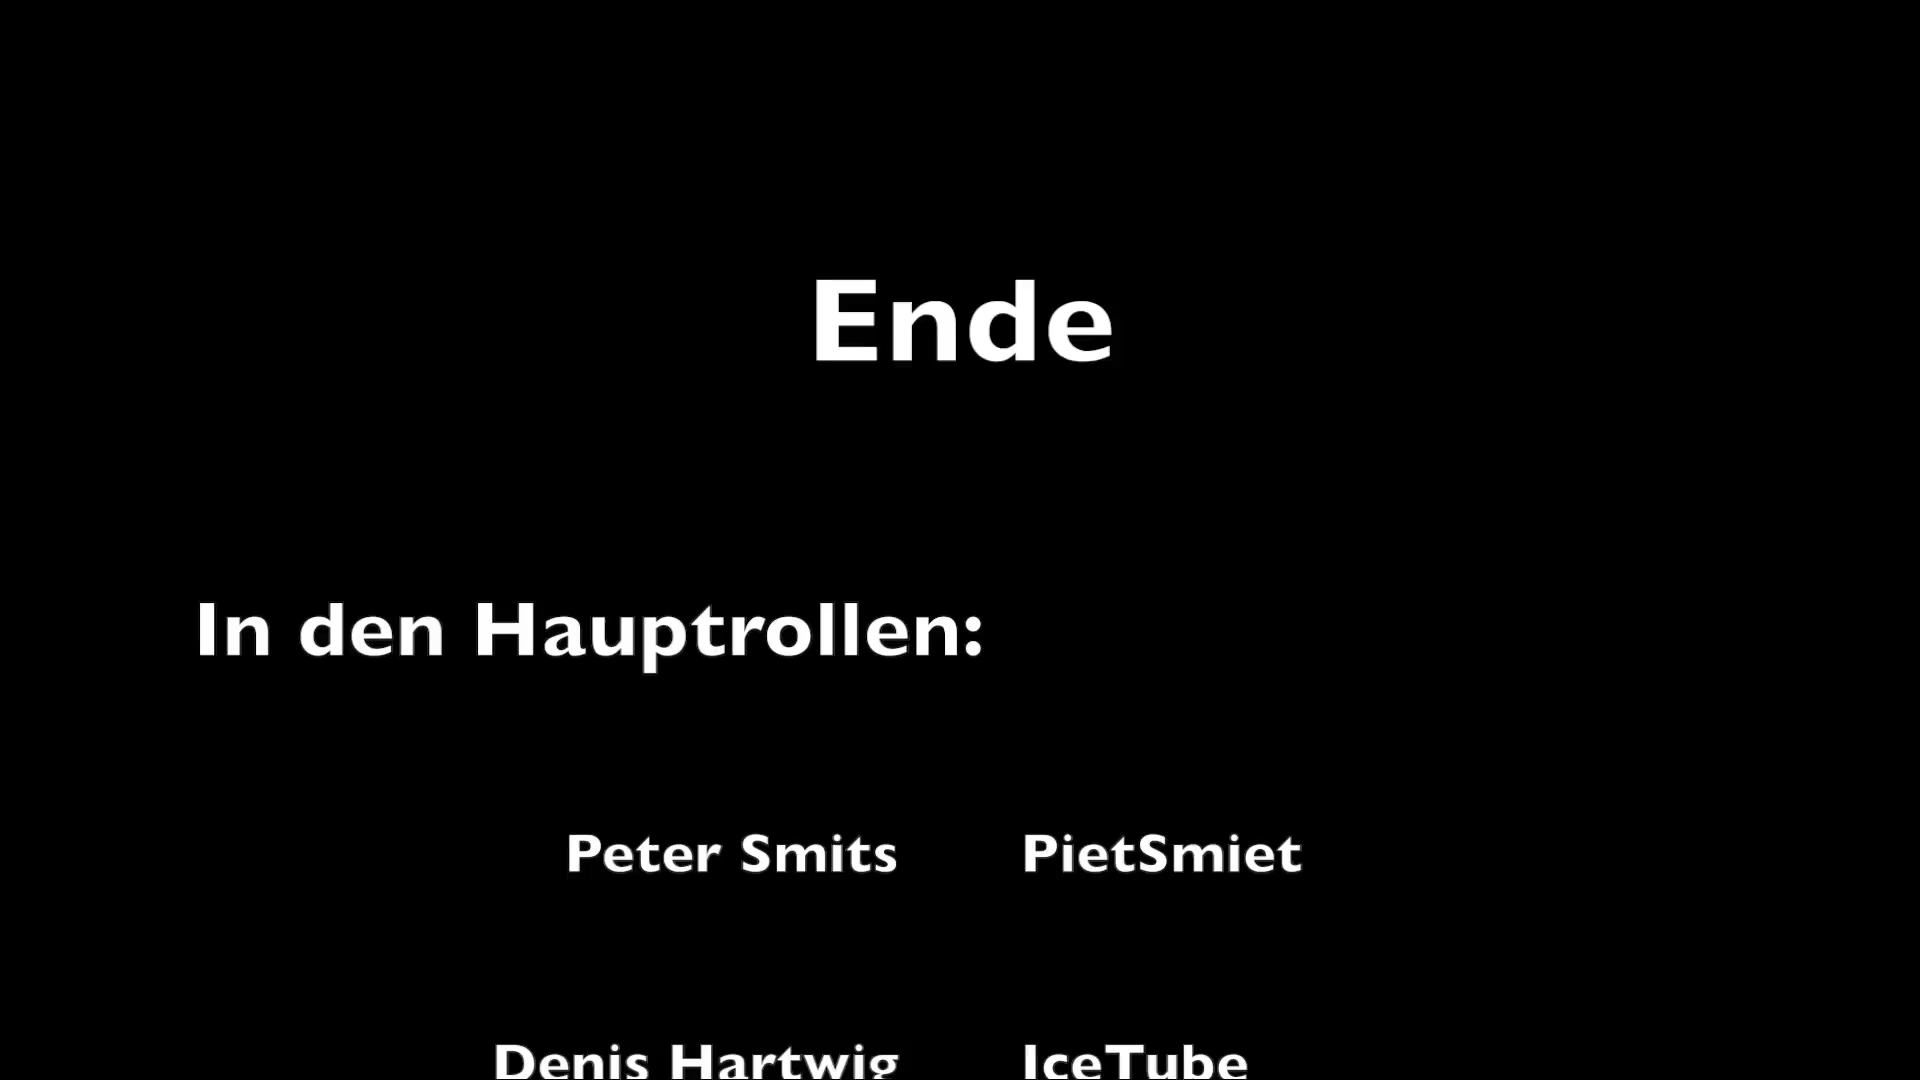 Ende
In den Hauptrollen:
Peter Smits PietSmiet
Denis Hartwig IceTube